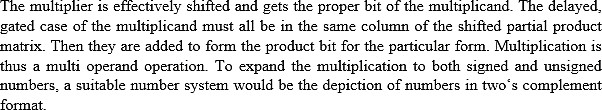 The multiplier is effectively shifted and gets the proper bit of the multiplicand. The delayed,
gated case of the multiplicand must all be in the same column of the shifted partial product
matrix. Then they are added to form the product bit for the particular form. Multiplication is
thus a multi operand operation. To expand the multiplication to both signed and unsigned
numbers, a suitable number system would be the depiction of numbers in two‘s complement
format.